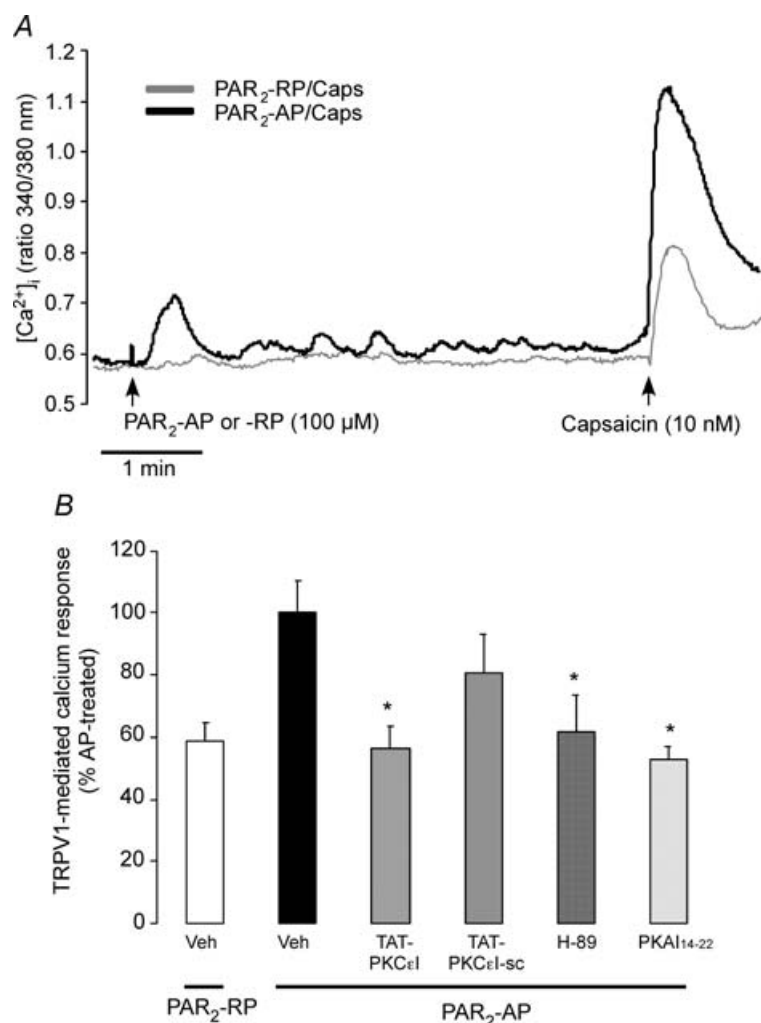 A
1.2
1.1
1.0
0.9
0.8
0.7
0.6
0.5
[Ca²⁺]ᵢ (ratio 340/380 nm)
PAR₂-RP/Caps
PAR₂-AP/Caps
PAR₂-AP or -RP (100 µM)
Capsaicin (10 nM)
1 min
B
120
100
80
60
40
20
0
TRPV1-mediated calcium response
(% AP-treated)
*
*
*
Veh
Veh
TAT-
PKCεI
TAT-
PKCεI-sc
H-89
PKAI₁₄₋₂₂
PAR₂-RP
PAR₂-AP